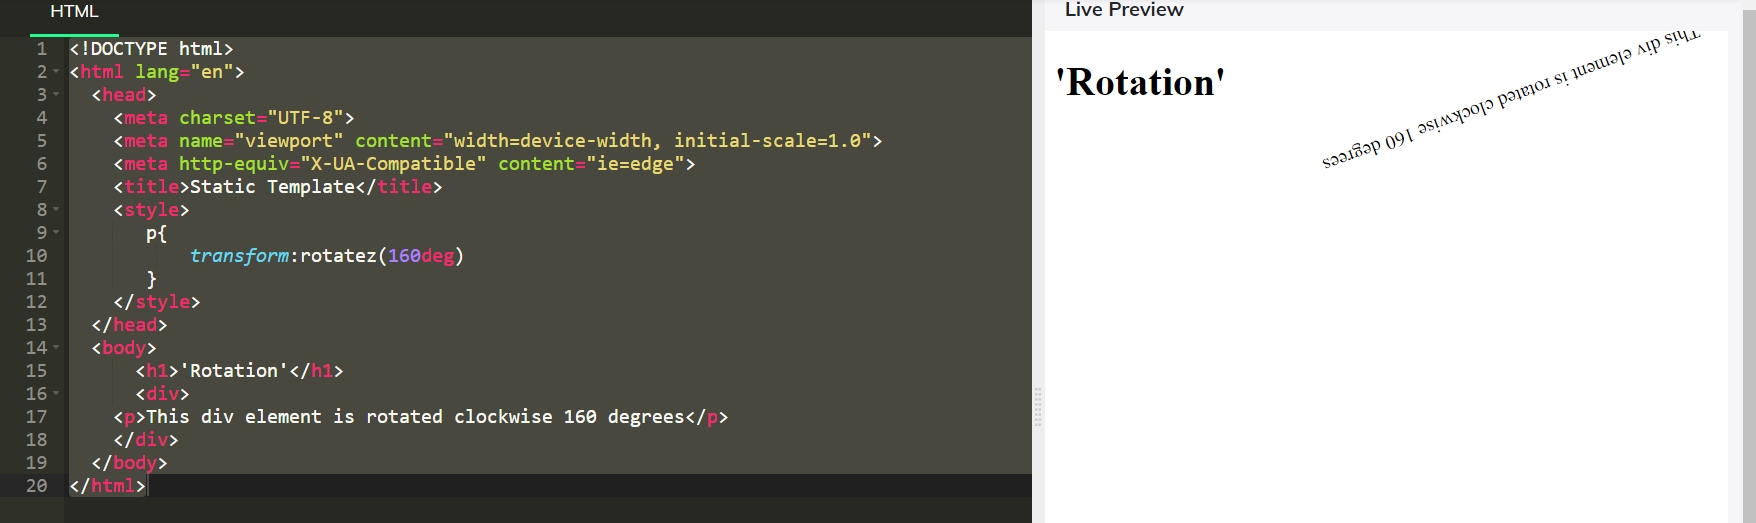 HTML
1 <!DOCTYPE html>
2 <html lang="en">
3 <head>
4 <meta charset="UTF-8">
5 <meta name="viewport" content="width=device-width, initial-scale=1.0">
6 <meta http-equiv="X-UA-Compatible" content="ie=edge">
7 <title>Static Template</title>
8 <style>
9 p{
10 transform:rotatez(160deg)
11 }
12 </style>
13 </head>
14 <body>
15 <h1>'Rotation'</h1>
16 <div>
17 <p>This div element is rotated clockwise 160 degrees</p>
18 </div>
19 </body>
20 </html>
Live Preview
'Rotation'
This div element is rotated clockwise 160 degrees